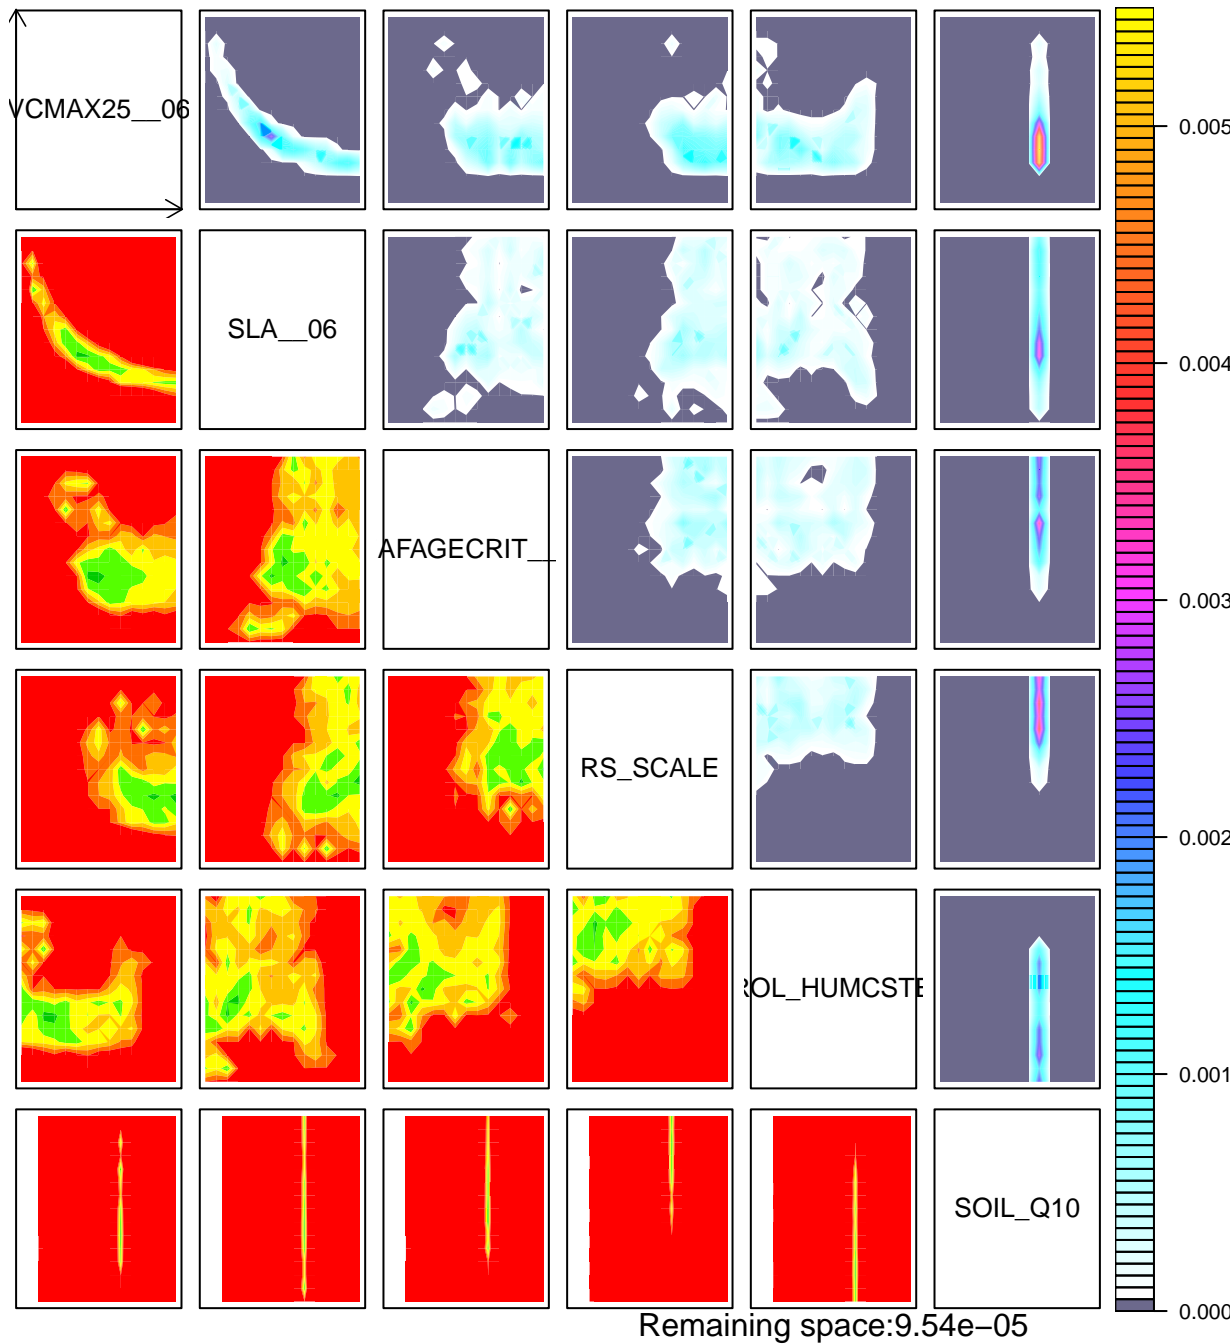 VCMAX25__06
0.005
SLA__06
0.004
AFAGECRIT__
0.003
RS_SCALE
0.002
ROL_HUMCSTE
0.001
SOIL_Q10
0.000
Remaining space:9.54e−05